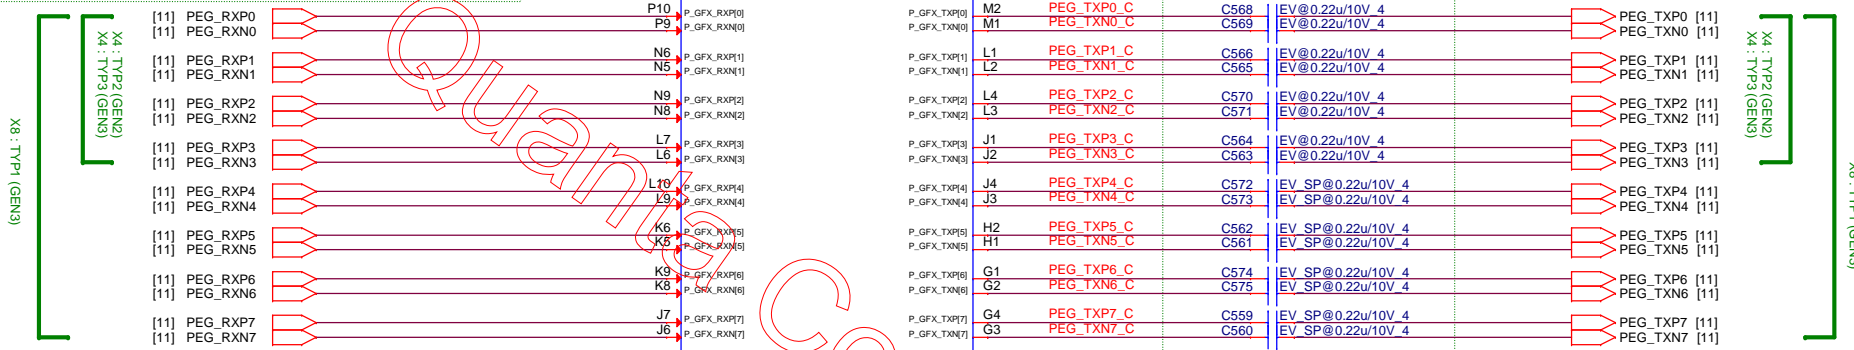 [11] PEG_RXP0 P10 P_GFX_RXP[0] P_GFX_TXP[0] M2 PEG_TXP0_C C568 EV@0.22u/10V_4 PEG_TXP0 [11]
[11] PEG_RXN0 P9 P_GFX_RXN[0] P_GFX_TXN[0] M1 PEG_TXN0_C C569 EV@0.22u/10V_4 PEG_TXN0 [11]
[11] PEG_RXP1 N6 P_GFX_RXP[1] P_GFX_TXP[1] L1 PEG_TXP1_C C566 EV@0.22u/10V_4 PEG_TXP1 [11]
[11] PEG_RXN1 N5 P_GFX_RXN[1] P_GFX_TXN[1] L2 PEG_TXN1_C C565 EV@0.22u/10V_4 PEG_TXN1 [11]
[11] PEG_RXP2 N9 P_GFX_RXP[2] P_GFX_TXP[2] L4 PEG_TXP2_C C570 EV@0.22u/10V_4 PEG_TXP2 [11]
[11] PEG_RXN2 N8 P_GFX_RXN[2] P_GFX_TXN[2] L3 PEG_TXN2_C C571 EV@0.22u/10V_4 PEG_TXN2 [11]
[11] PEG_RXP3 L7 P_GFX_RXP[3] P_GFX_TXP[3] J1 PEG_TXP3_C C564 EV@0.22u/10V_4 PEG_TXP3 [11]
[11] PEG_RXN3 L6 P_GFX_RXN[3] P_GFX_TXN[3] J2 PEG_TXN3_C C563 EV@0.22u/10V_4 PEG_TXN3 [11]
[11] PEG_RXP4 L10 P_GFX_RXP[4] P_GFX_TXP[4] J4 PEG_TXP4_C C572 EV_SP@0.22u/10V_4 PEG_TXP4 [11]
[11] PEG_RXN4 L9 P_GFX_RXN[4] P_GFX_TXN[4] J3 PEG_TXN4_C C573 EV_SP@0.22u/10V_4 PEG_TXN4 [11]
[11] PEG_RXP5 K6 P_GFX_RXP[5] P_GFX_TXP[5] H2 PEG_TXP5_C C562 EV_SP@0.22u/10V_4 PEG_TXP5 [11]
[11] PEG_RXN5 K5 P_GFX_RXN[5] P_GFX_TXN[5] H1 PEG_TXN5_C C561 EV_SP@0.22u/10V_4 PEG_TXN5 [11]
[11] PEG_RXP6 K9 P_GFX_RXP[6] P_GFX_TXP[6] G1 PEG_TXP6_C C574 EV_SP@0.22u/10V_4 PEG_TXP6 [11]
[11] PEG_RXN6 K8 P_GFX_RXN[6] P_GFX_TXN[6] G2 PEG_TXN6_C C575 EV_SP@0.22u/10V_4 PEG_TXN6 [11]
[11] PEG_RXP7 J7 P_GFX_RXP[7] P_GFX_TXP[7] G4 PEG_TXP7_C C559 EV_SP@0.22u/10V_4 PEG_TXP7 [11]
[11] PEG_RXN7 J6 P_GFX_RXN[7] P_GFX_TXN[7] G3 PEG_TXN7_C C560 EV_SP@0.22u/10V_4 PEG_TXN7 [11]
X4 : TYP2 (GEN2)
X4 : TYP3 (GEN3)
X8 : TYP1 (GEN3)
X4 : TYP2 (GEN2)
X4 : TYP3 (GEN3)
Quanta